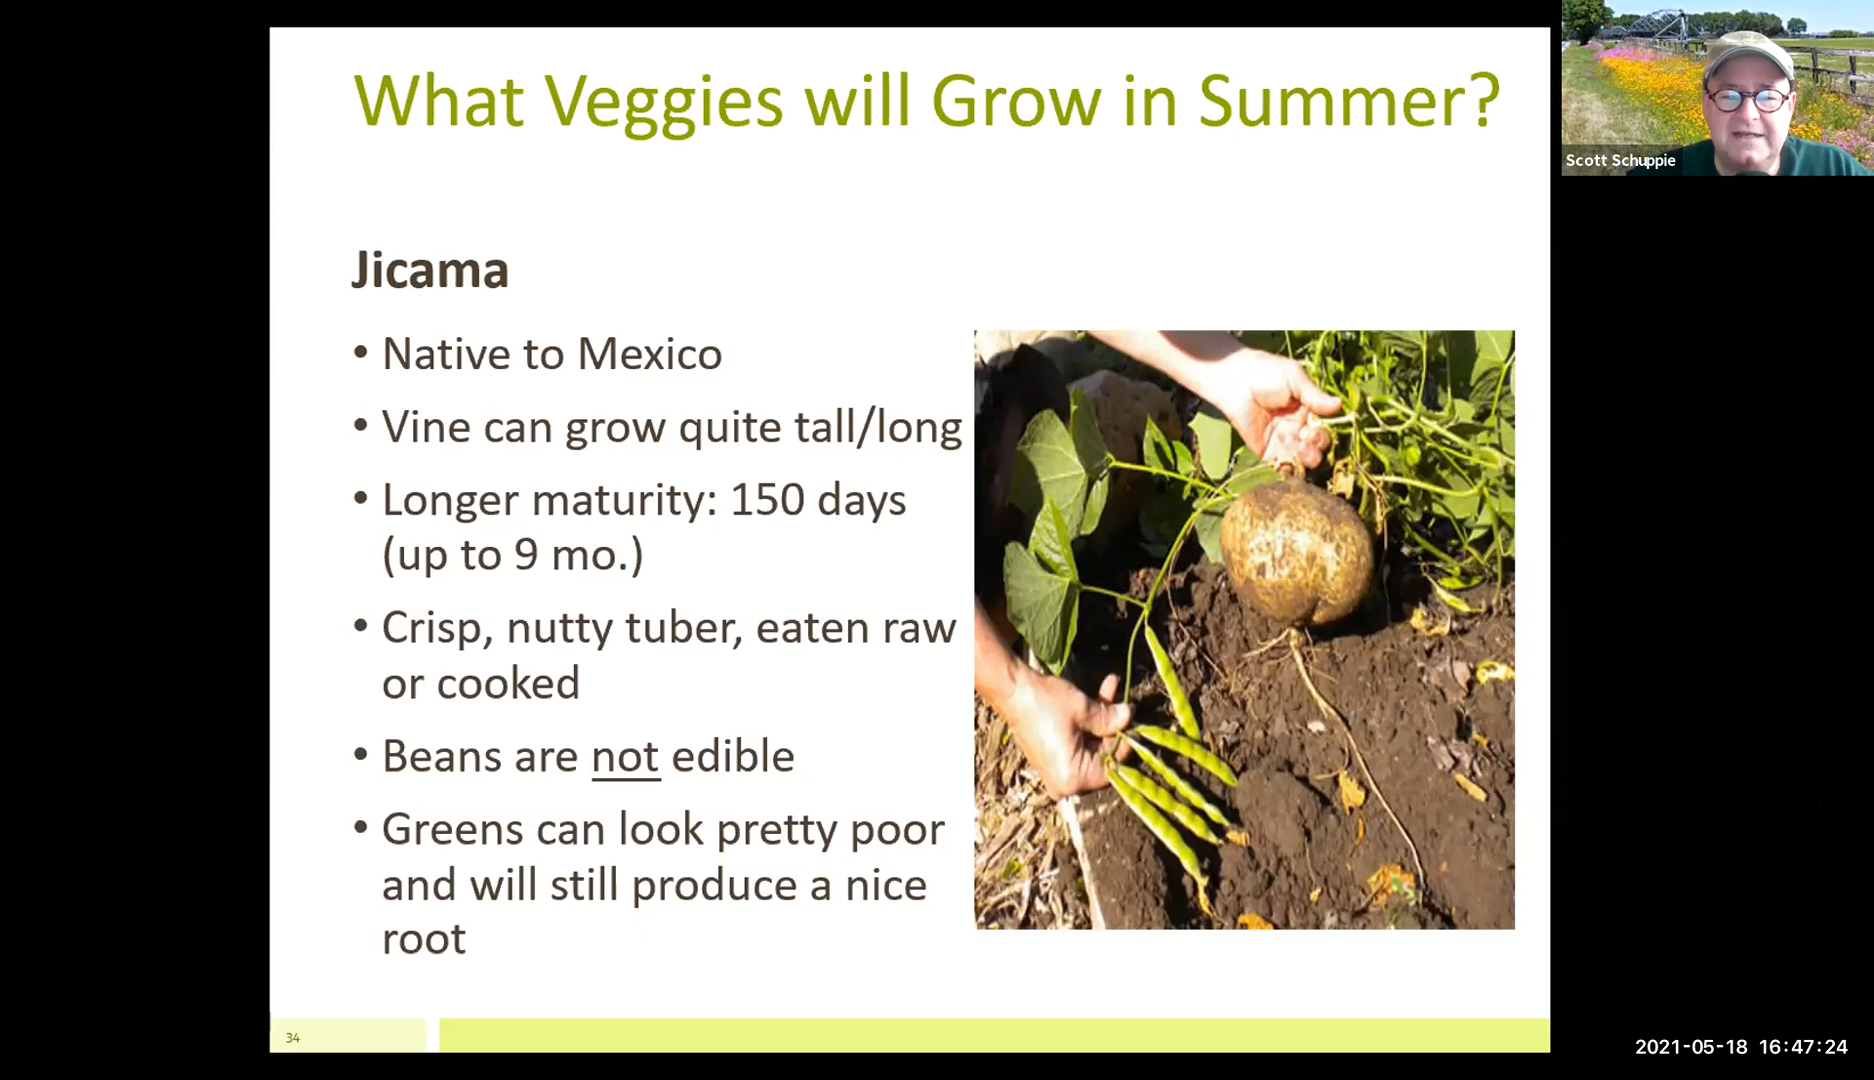 What Veggies will Grow in Summer?
Scott Schuppie
Jicama
• Native to Mexico
• Vine can grow quite tall/long
• Longer maturity: 150 days
(up to 9 mo.)
• Crisp, nutty tuber, eaten raw
or cooked
• Beans are not edible
• Greens can look pretty poor
and will still produce a nice
root
34
2021-05-18 16:47:24